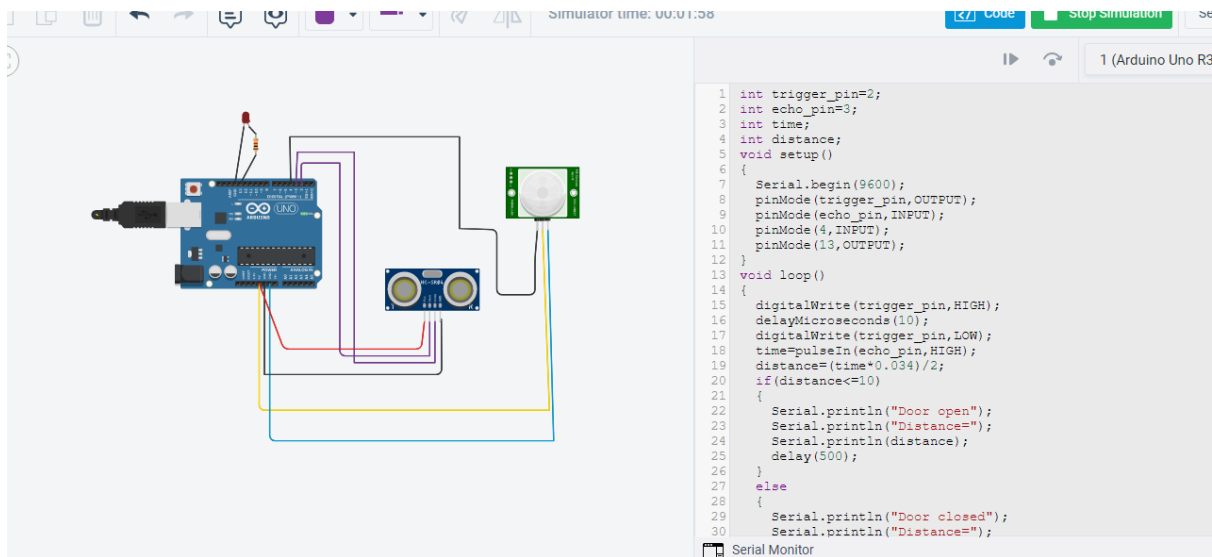 Simulator time: 00:01:58
Code
Stop Simulation
Se
1 (Arduino Uno R3
1 int trigger_pin=2;
2 int echo_pin=3;
3 int time;
4 int distance;
5 void setup()
6 {
7 Serial.begin(9600);
8 pinMode(trigger_pin,OUTPUT);
9 pinMode(echo_pin,INPUT);
10 pinMode(4,INPUT);
11 pinMode(13,OUTPUT);
12 }
13 void loop()
14 {
15 digitalWrite(trigger_pin,HIGH);
16 delayMicroseconds(10);
17 digitalWrite(trigger_pin,LOW);
18 time=pulseIn(echo_pin,HIGH);
19 distance=(time*0.034)/2;
20 if(distance<=10)
21 {
22 Serial.println("Door open");
23 Serial.println("Distance=");
24 Serial.println(distance);
25 delay(500);
26 }
27 else
28 {
29 Serial.println("Door closed");
30 Serial.println("Distance=");
Serial Monitor
UNO
ARDUINO
HC-SR04